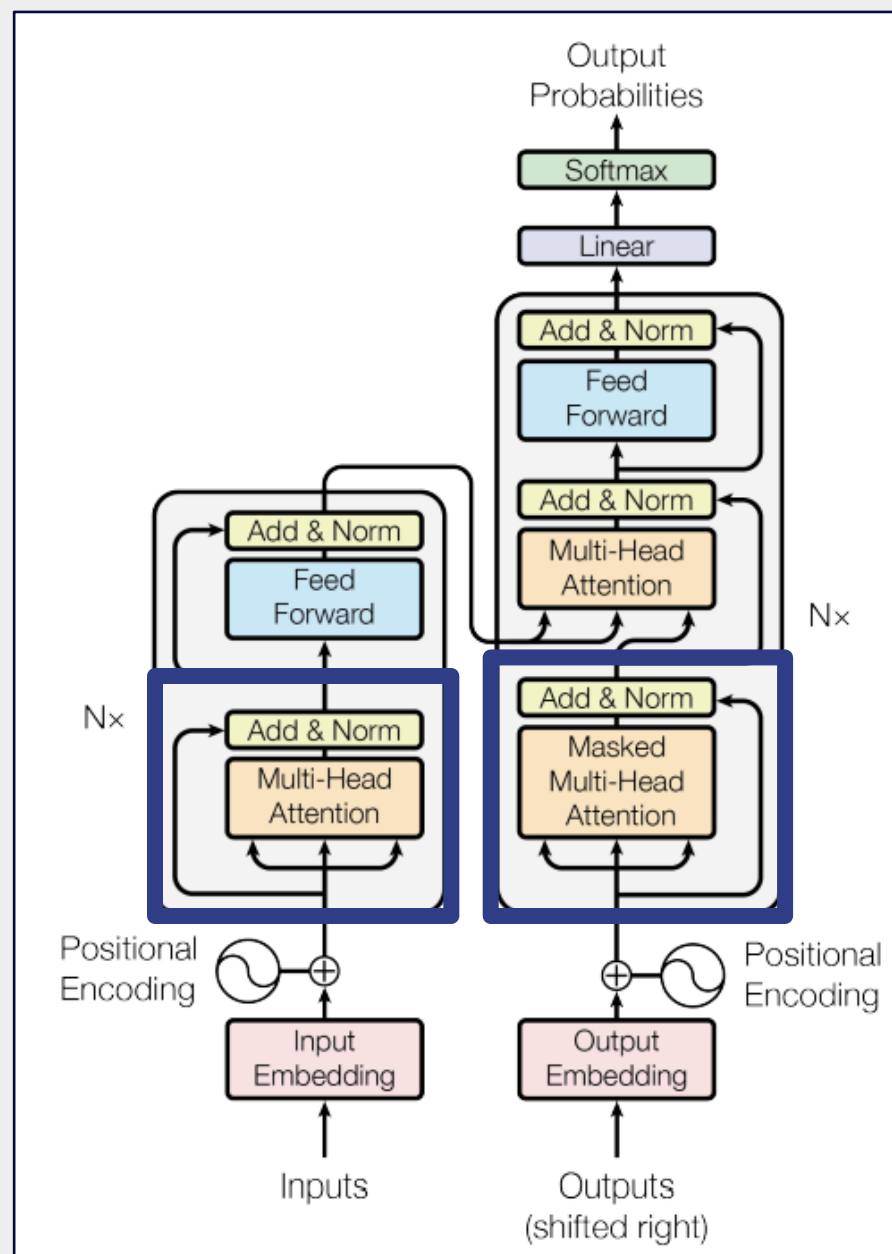 Output
Probabilities
Softmax
Linear
Add & Norm
Feed
Forward
Add & Norm
Multi-Head
Attention
Nx
Add & Norm
Masked
Multi-Head
Attention
Add & Norm
Feed
Forward
Nx
Add & Norm
Multi-Head
Attention
Positional
Encoding
Positional
Encoding
Input
Embedding
Output
Embedding
Inputs
Outputs
(shifted right)